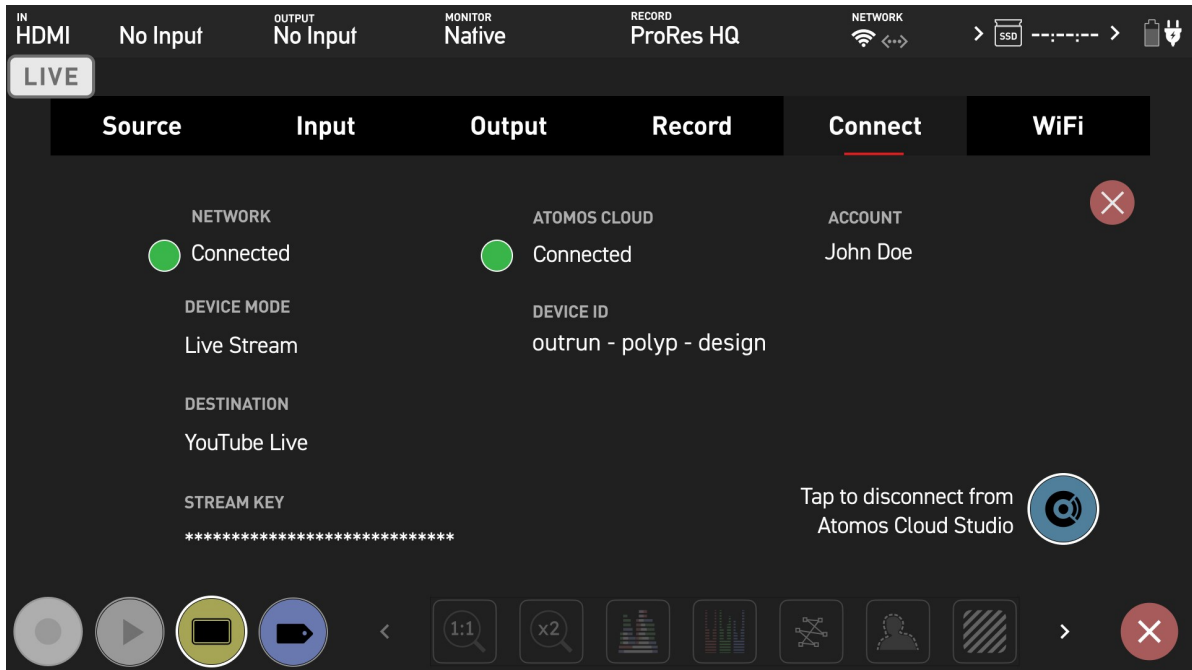 IN OUTPUT MONITOR RECORD NETWORK
HDMI No Input No Input Native ProRes HQ > SSD --:--:-- >
LIVE
Source Input Output Record Connect WiFi
NETWORK ATOMOS CLOUD ACCOUNT
Connected Connected John Doe
DEVICE MODE DEVICE ID
Live Stream outrun - polyp - design
DESTINATION
YouTube Live
STREAM KEY
*****************************
Tap to disconnect from
Atomos Cloud Studio
< 1:1 x2 >